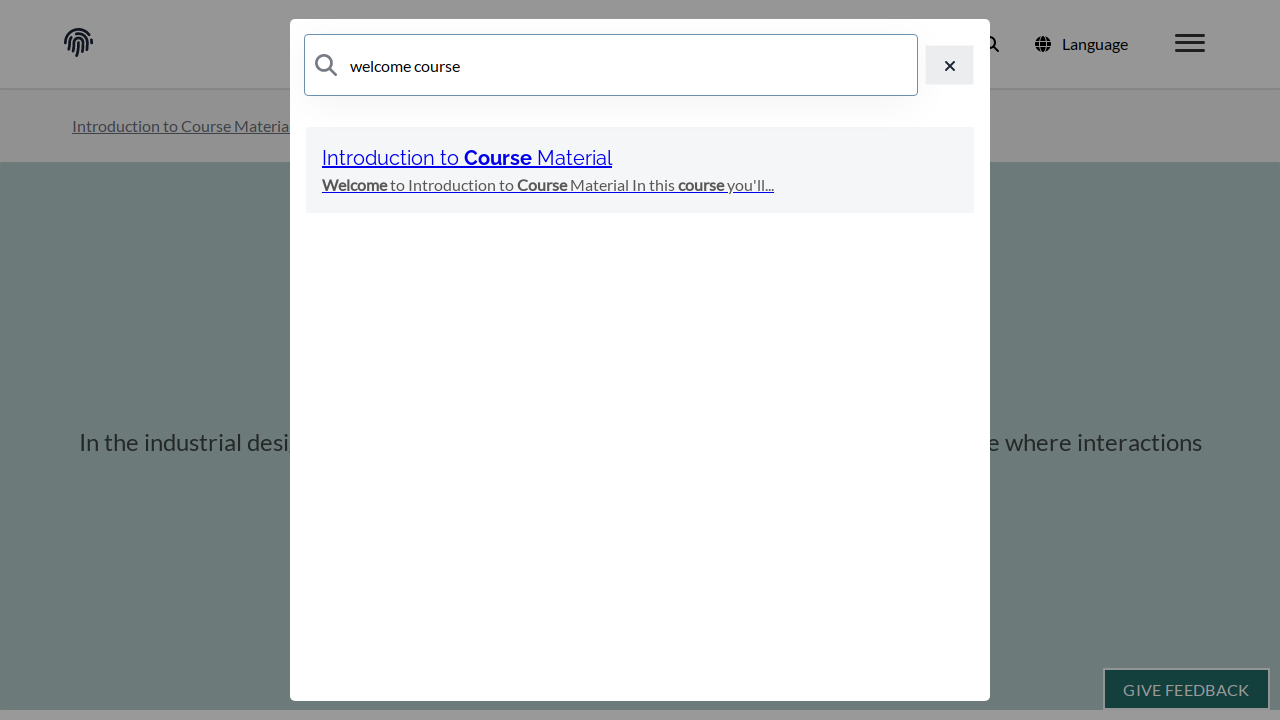 welcome course
Language
Introduction to Course Materia
Introduction to Course Material
Welcome to Introduction to Course Material In this course you'll...
In the industrial desi
e where interactions
GIVE FEEDBACK